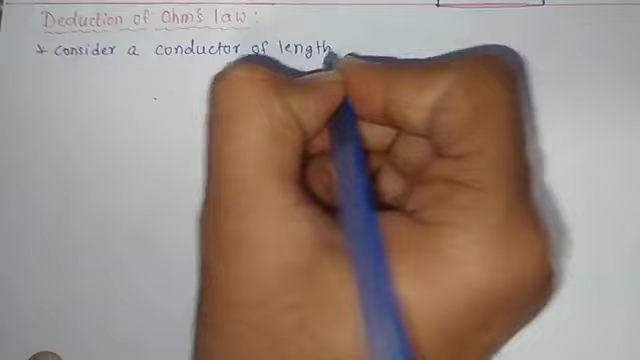 Deduction of Ohm's law:
* consider a conductor of length